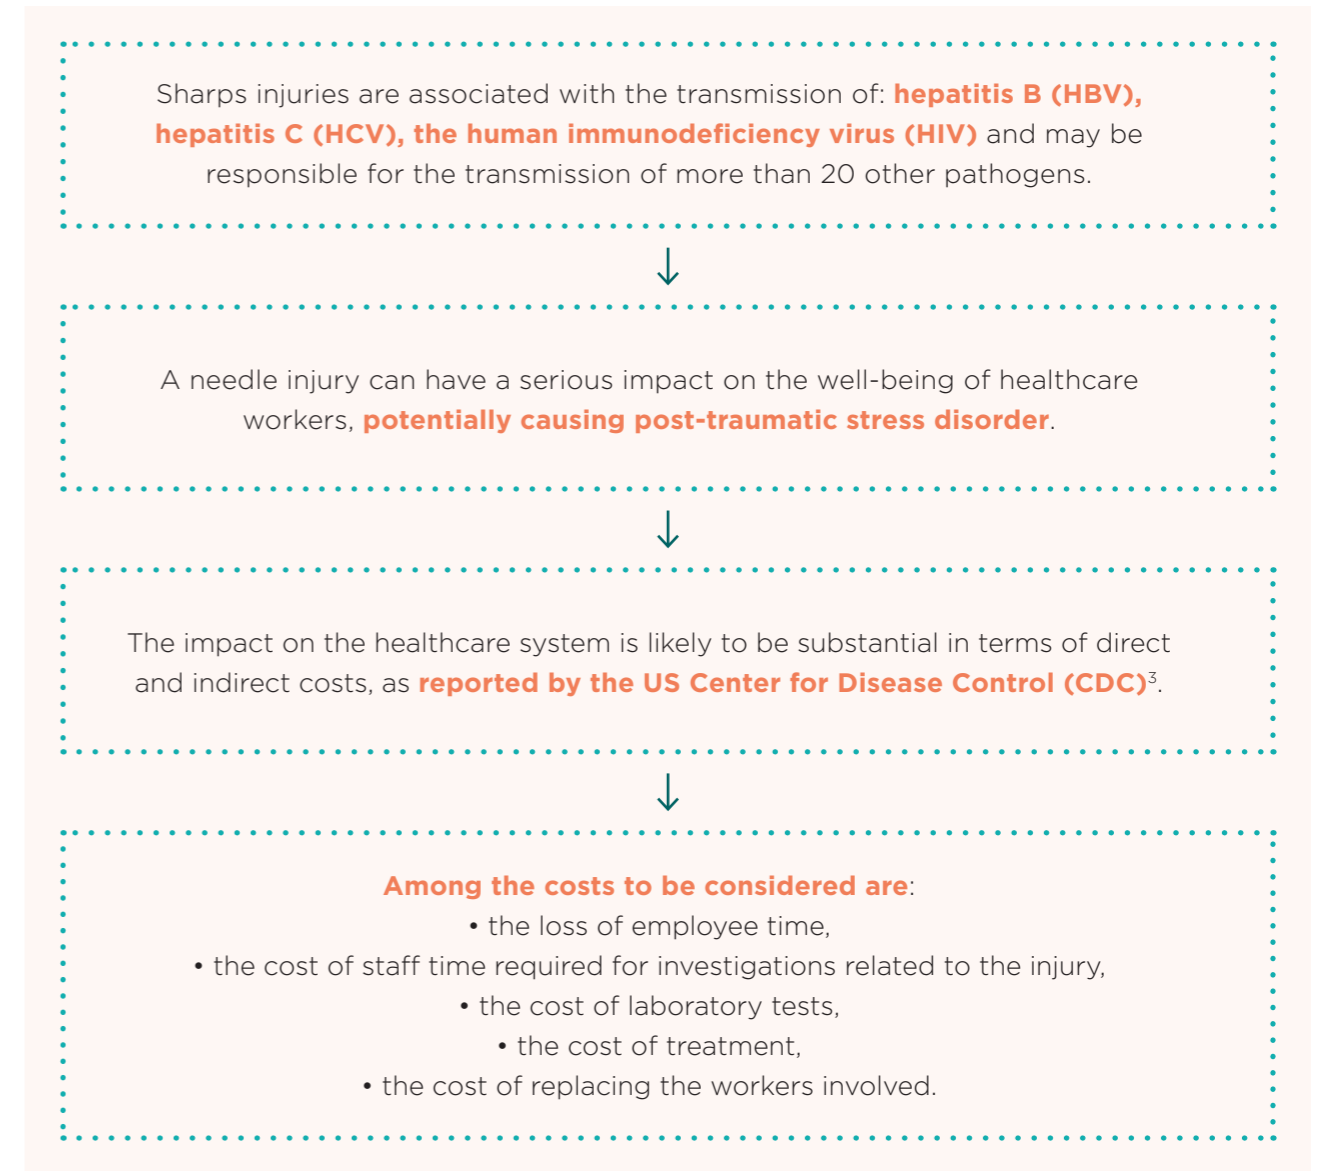 Sharps injuries are associated with the transmission of: hepatitis B (HBV),
hepatitis C (HCV), the human immunodeficiency virus (HIV) and may be
responsible for the transmission of more than 20 other pathogens.
A needle injury can have a serious impact on the well-being of healthcare
workers, potentially causing post-traumatic stress disorder.
The impact on the healthcare system is likely to be substantial in terms of direct
and indirect costs, as reported by the US Center for Disease Control (CDC)³.
Among the costs to be considered are:
• the loss of employee time,
• the cost of staff time required for investigations related to the injury,
• the cost of laboratory tests,
• the cost of treatment,
• the cost of replacing the workers involved.